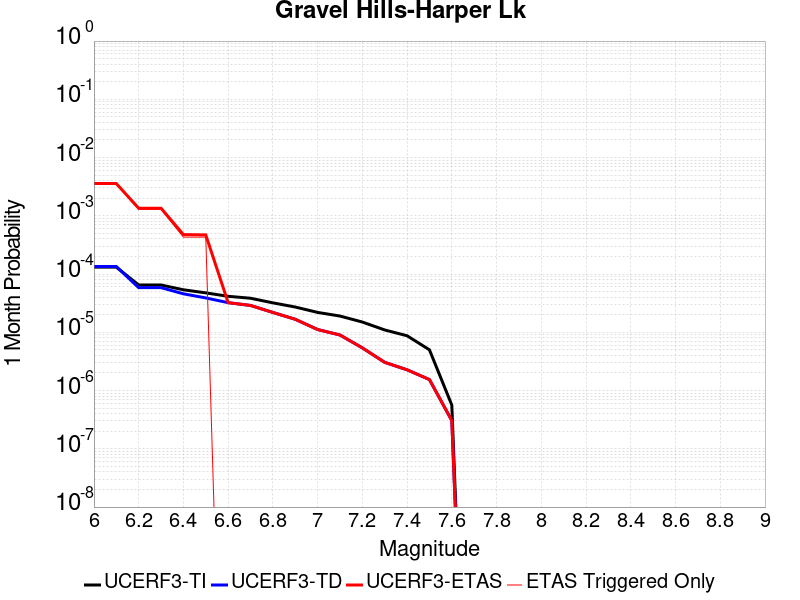 Gravel Hills-Harper Lk
10^0
10^-1
10^-2
10^-3
10^-4
10^-5
10^-6
10^-7
10^-8
1 Month Probability
6 6.2 6.4 6.6 6.8 7 7.2 7.4 7.6 7.8 8 8.2 8.4 8.6 8.8 9
Magnitude
UCERF3-TI UCERF3-TD UCERF3-ETAS ETAS Triggered Only